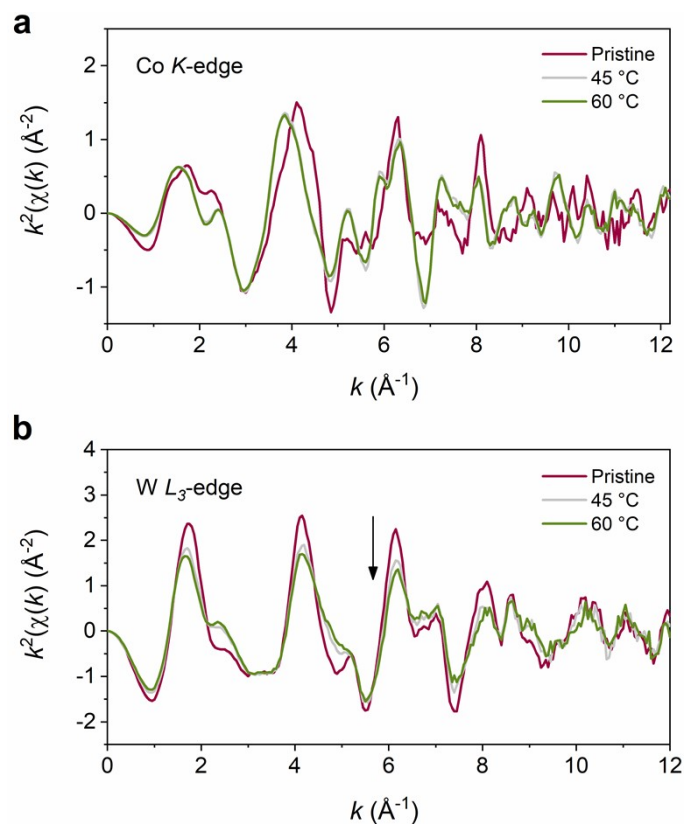 a
Co K-edge
Pristine
45 °C
60 °C
k²(χ(k) (Å⁻²)
2
1
0
-1
0
2
4
6
8
10
12
k (Å⁻¹)
b
W L₃-edge
Pristine
45 °C
60 °C
k²(χ(k) (Å⁻²)
4
3
2
1
0
-1
-2
0
2
4
6
8
10
12
k (Å⁻¹)